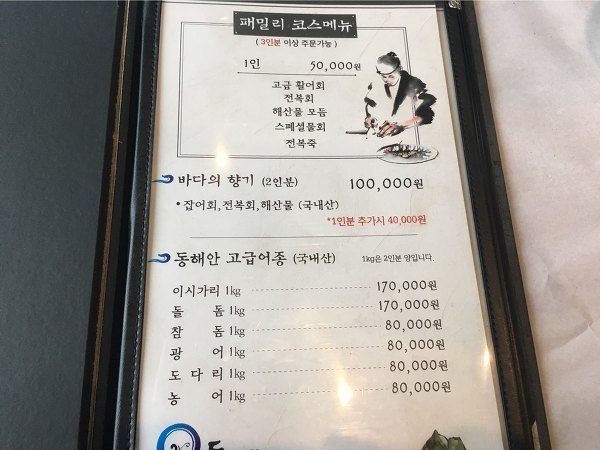 패밀리 코스메뉴
( 3인분 이상 주문가능 )
1인 50,000원
고급 활어회
전복회
해산물 모듬
스페셜물회
전복죽
바다의 향기 (2인분) 100,000원
•잡어회,전복회,해산물 (국내산)
*1인분 추가시 40,000원
동해안 고급어종 (국내산) 1kg은 2인분 양입니다.
이시가리 1kg 170,000원
돌 돔 1kg 170,000원
참 돔 1kg 80,000원
광 어 1kg 80,000원
도 다 리 1kg 80,000원
농 어 1kg 80,000원